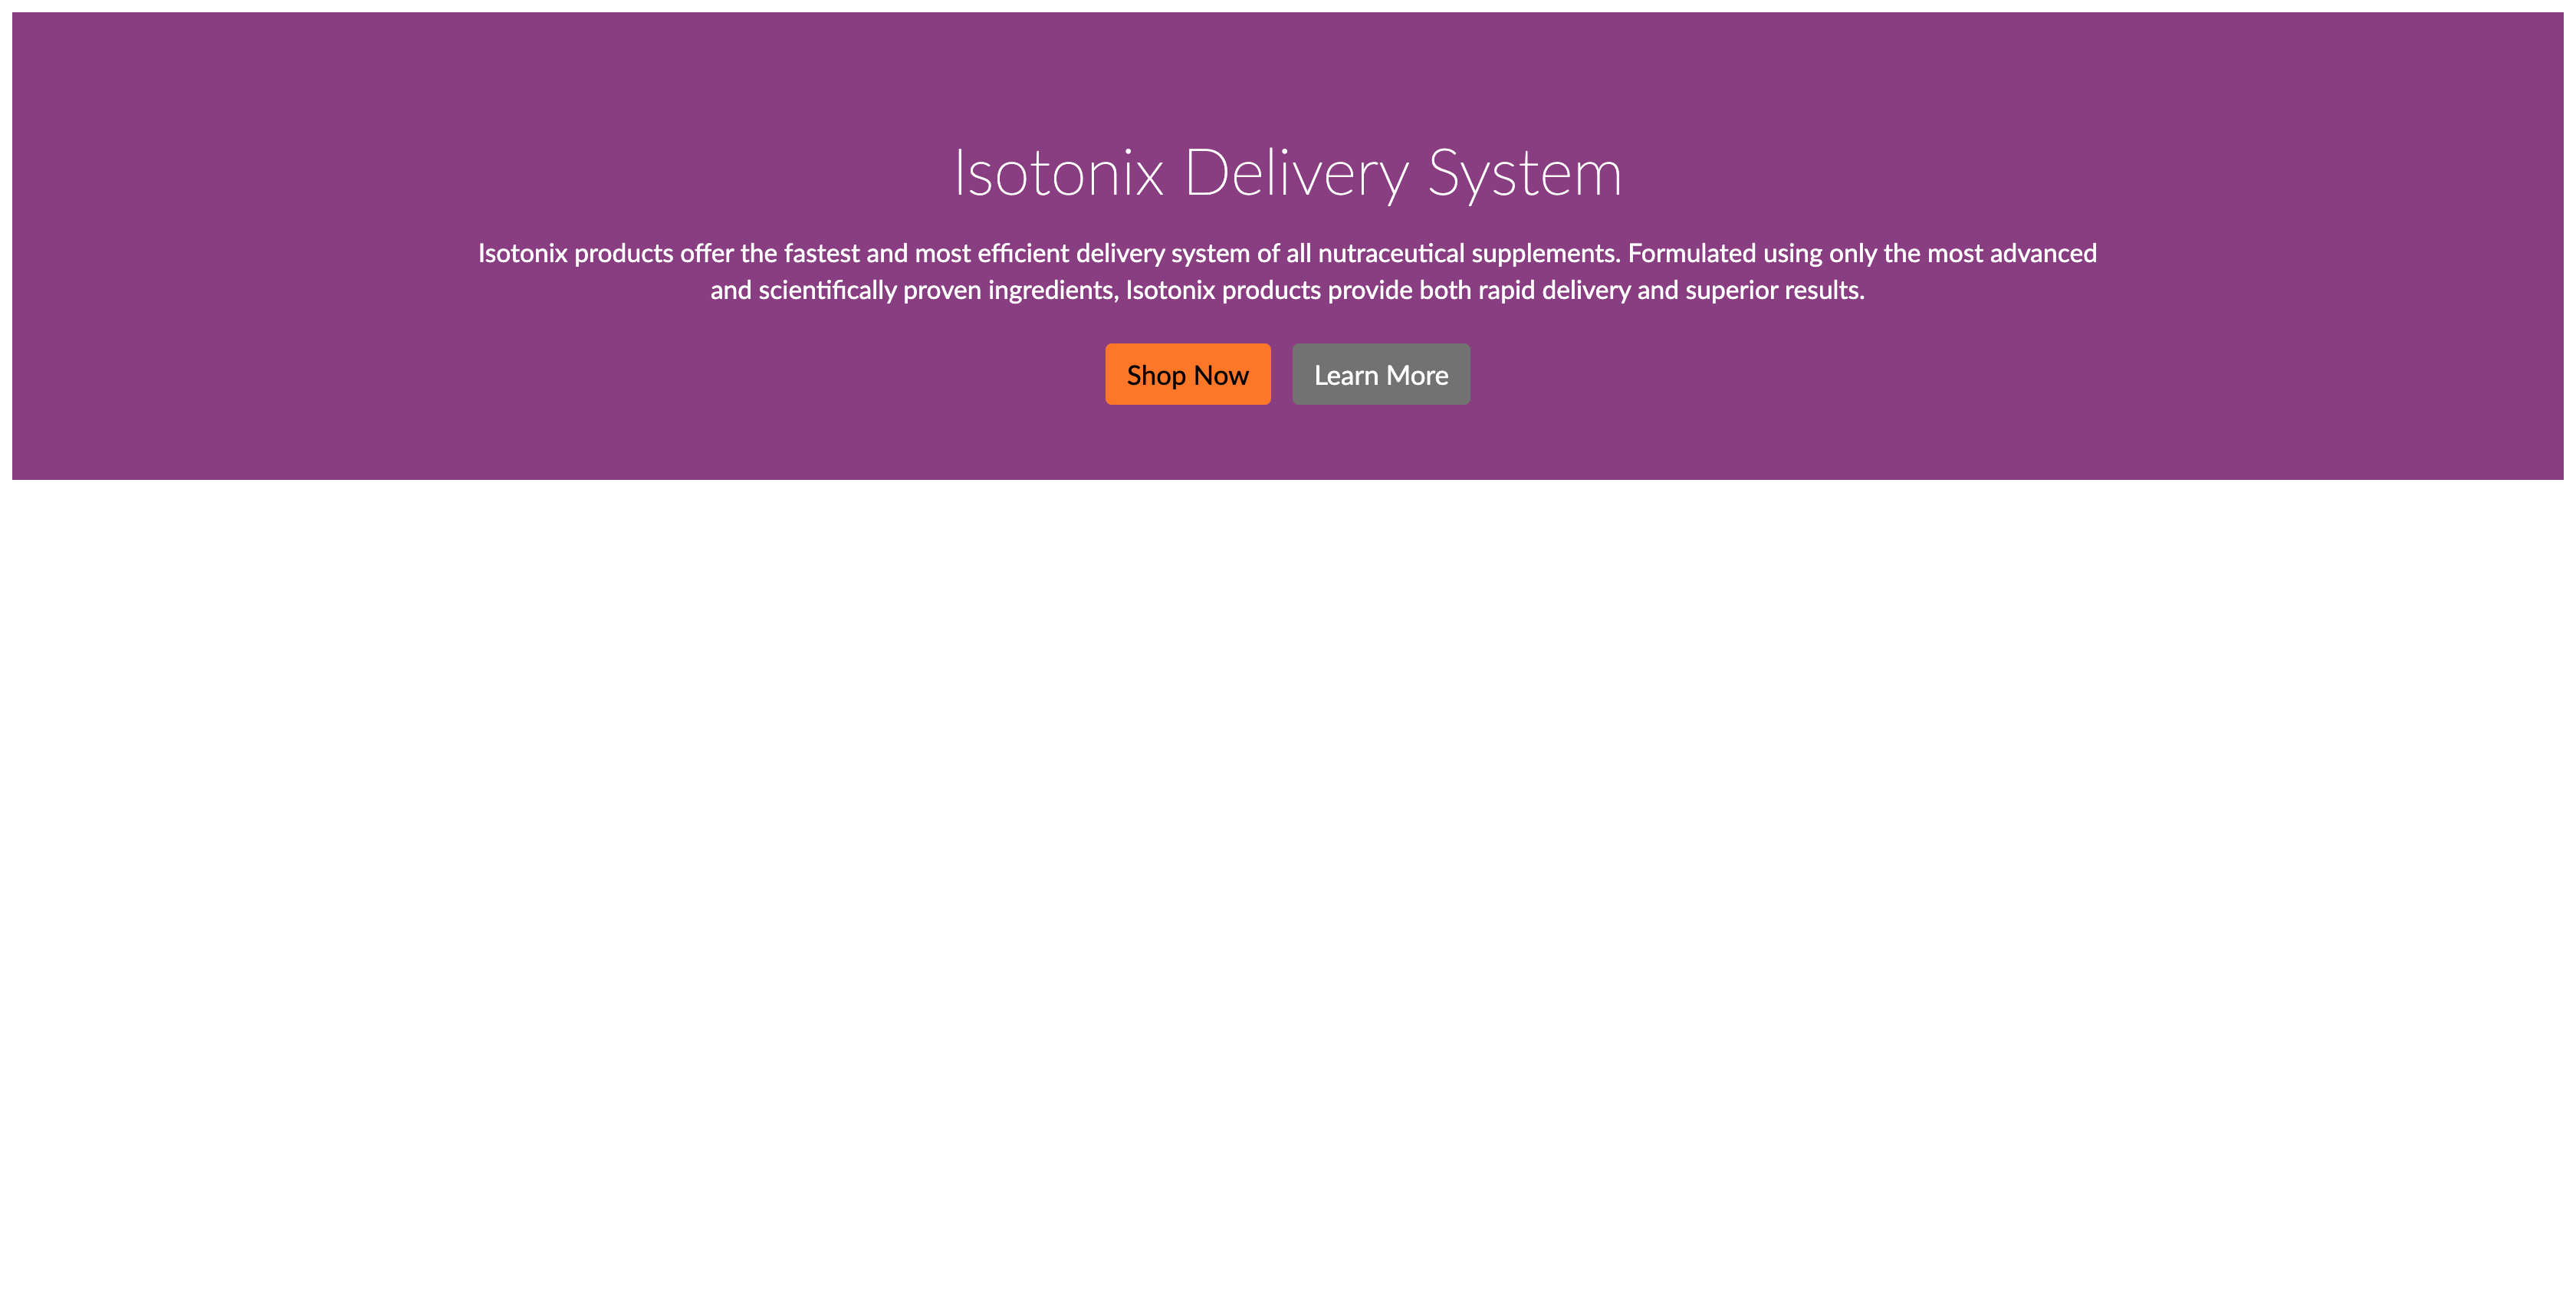 Isotonix Delivery System
Isotonix products offer the fastest and most efficient delivery system of all nutraceutical supplements. Formulated using only the most advanced
and scientifically proven ingredients, Isotonix products provide both rapid delivery and superior results.
Shop Now
Learn More